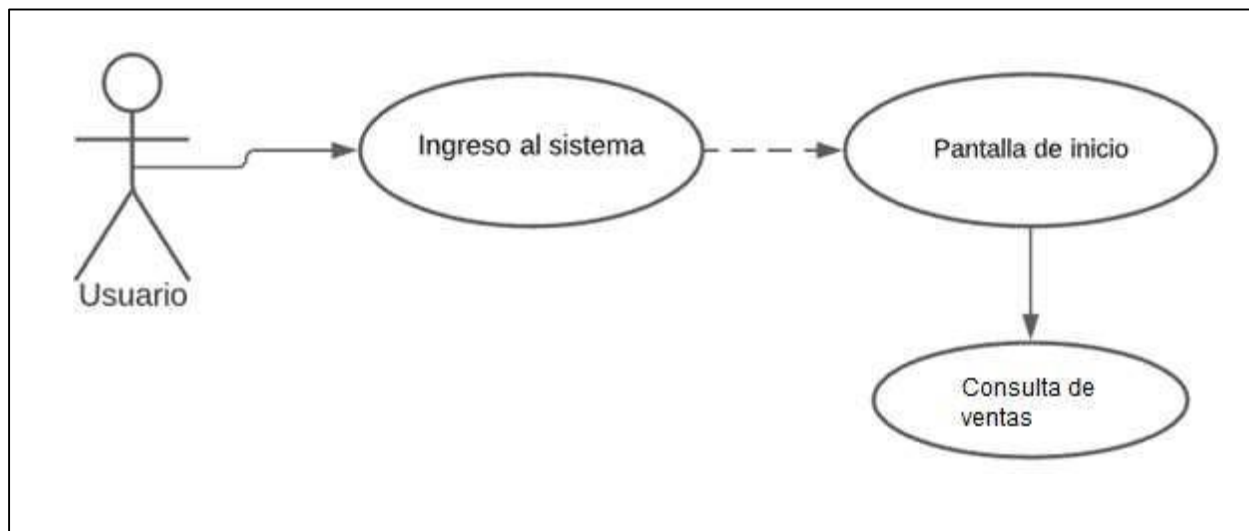 Ingreso al sistema
Pantalla de inicio
Usuario
Consulta de
ventas